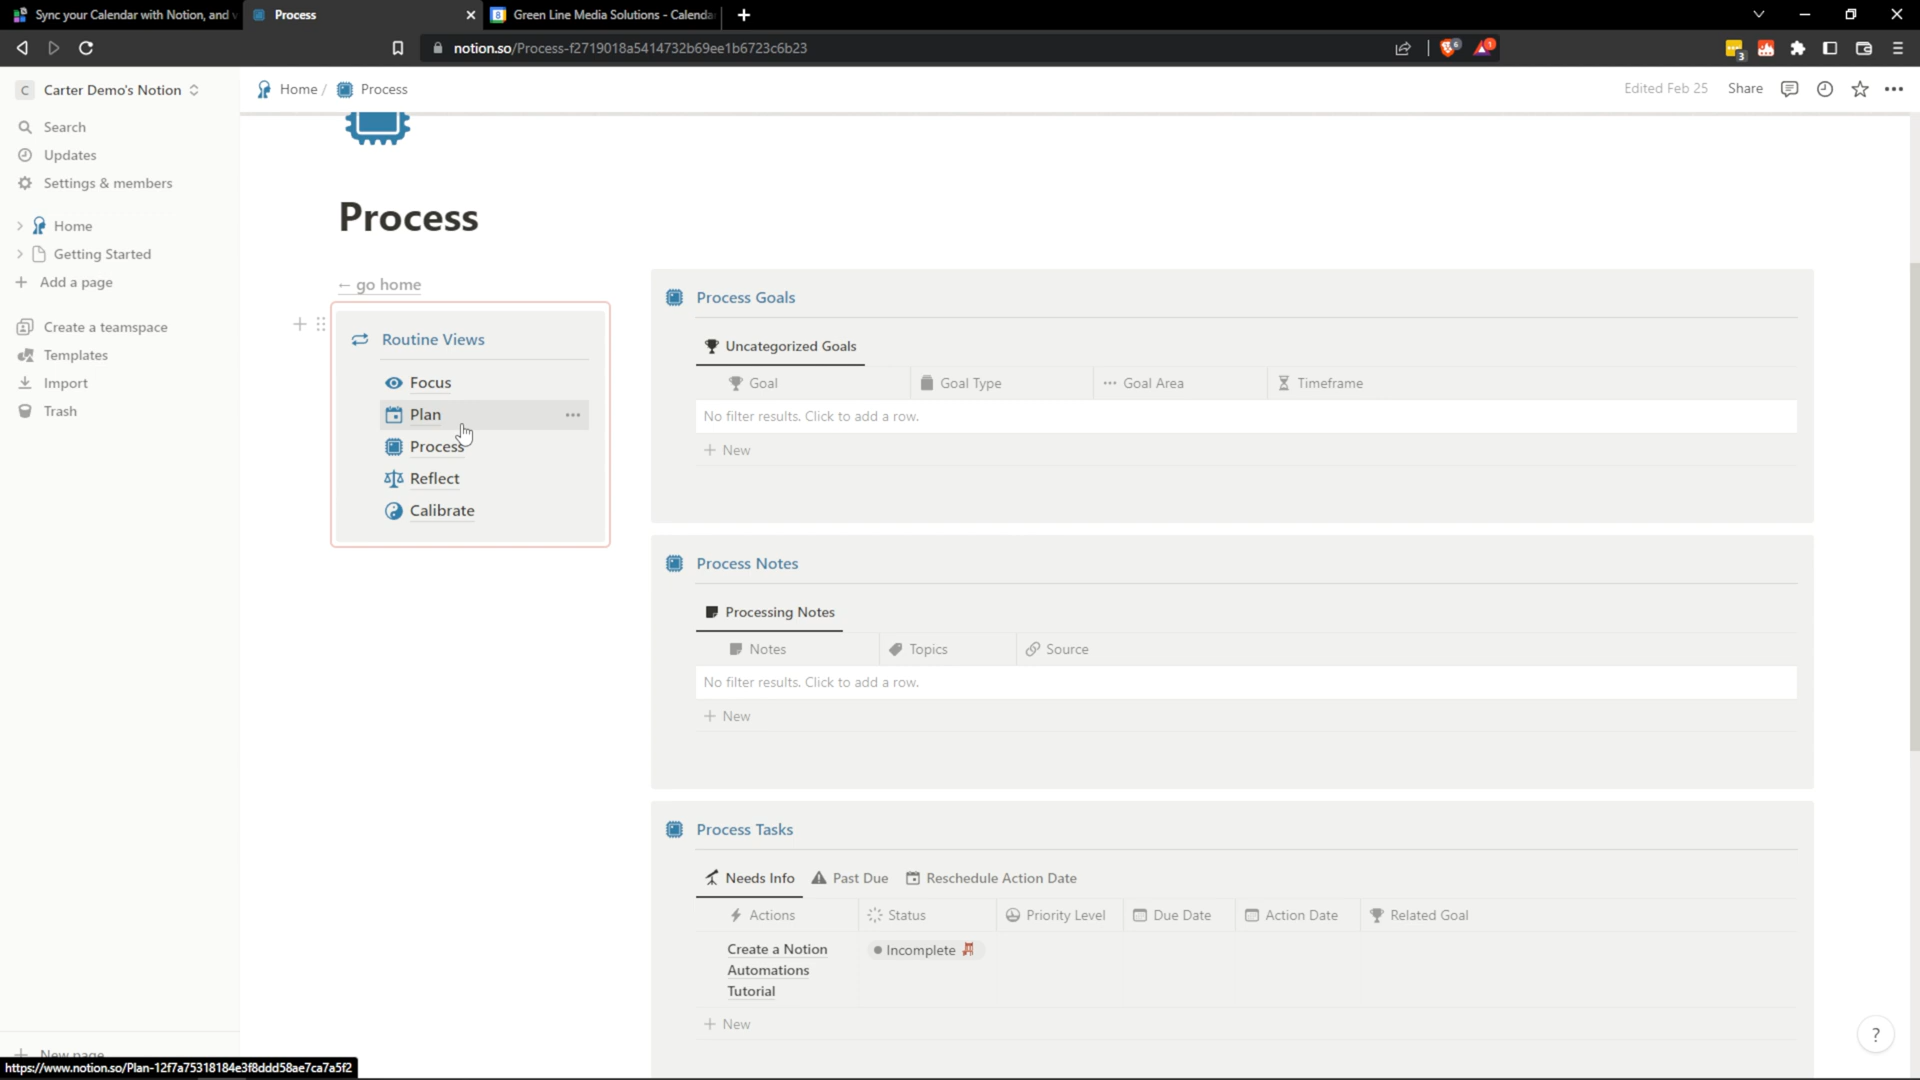 Sync your Calendar with Notion, and
Process
Green Line Media Solutions - Calenda
notion.so/Process-f2719018a5414732b69ee1b6723c6b23
6
1
3
C Carter Demo's Notion
Home / Process
Edited Feb 25
Share
Search
Updates
Settings & members
Home
Getting Started
Add a page
Create a teamspace
Templates
Import
Trash
New page
Process
← go home
Routine Views
Focus
Plan
Process
Reflect
Calibrate
Process Goals
Uncategorized Goals
Goal
Goal Type
Goal Area
Timeframe
No filter results. Click to add a row.
+ New
Process Notes
Processing Notes
Notes
Topics
Source
No filter results. Click to add a row.
+ New
Process Tasks
Needs Info
Past Due
Reschedule Action Date
Actions
Status
Priority Level
Due Date
Action Date
Related Goal
Create a Notion
Automations
Tutorial
Incomplete
+ New
?
https://www.notion.so/Plan-12f7a75318184e3f8ddd58ae7ca7a5f2